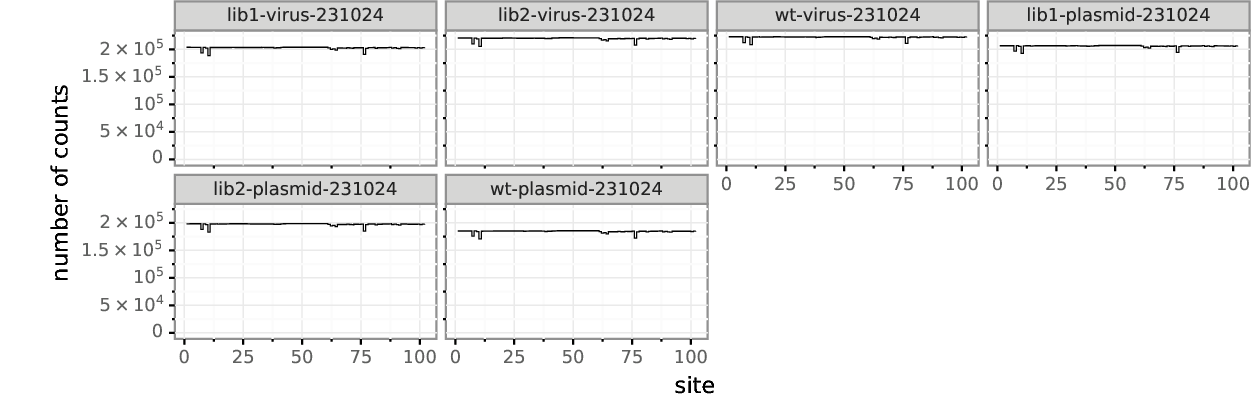 lib1-virus-231024 lib2-virus-231024 wt-virus-231024 lib1-plasmid-231024
2 × 10⁵
1.5 × 10⁵
10⁵
5 × 10⁴
0
0 25 50 75 100 0 25 50 75 100
lib2-plasmid-231024 wt-plasmid-231024
2 × 10⁵
1.5 × 10⁵
10⁵
5 × 10⁴
0
0 25 50 75 100 0 25 50 75 100
number of counts
site